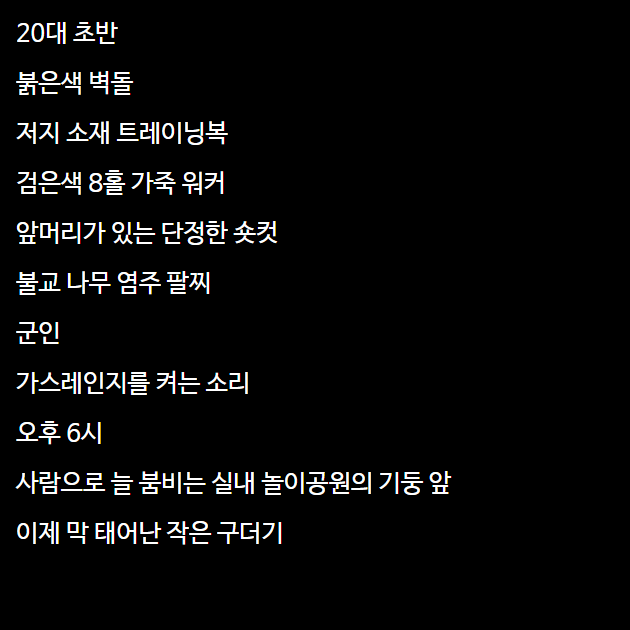 20대 초반
붉은색 벽돌
저지 소재 트레이닝복
검은색 8홀 가죽 워커
앞머리가 있는 단정한 숏컷
불교 나무 염주 팔찌
군인
가스레인지를 켜는 소리
오후 6시
사람으로 늘 붐비는 실내 놀이공원의 기둥 앞
이제 막 태어난 작은 구더기